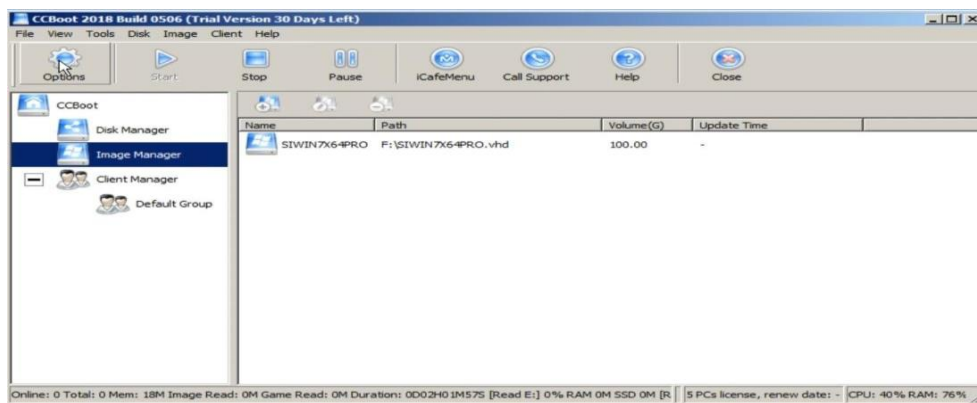 CCBoot 2018 Build 0506 (Trial Version 30 Days Left)
File View Tools Disk Image Client Help
Options Start Stop Pause iCafeMenu Call Support Help Close
CCBoot
Disk Manager
Image Manager
Client Manager
Default Group
Name Path Volume(G) Update Time
SIWIN7X64PRO F:\SIWIN7X64PRO.vhd 100.00 -
Online: 0 Total: 0 Mem: 18M Image Read: 0M Game Read: 0M Duration: 0D02H01M57S [Read E:] 0% RAM 0M SSD 0M [R 5 PCs license, renew date: - CPU: 40% RAM: 76%